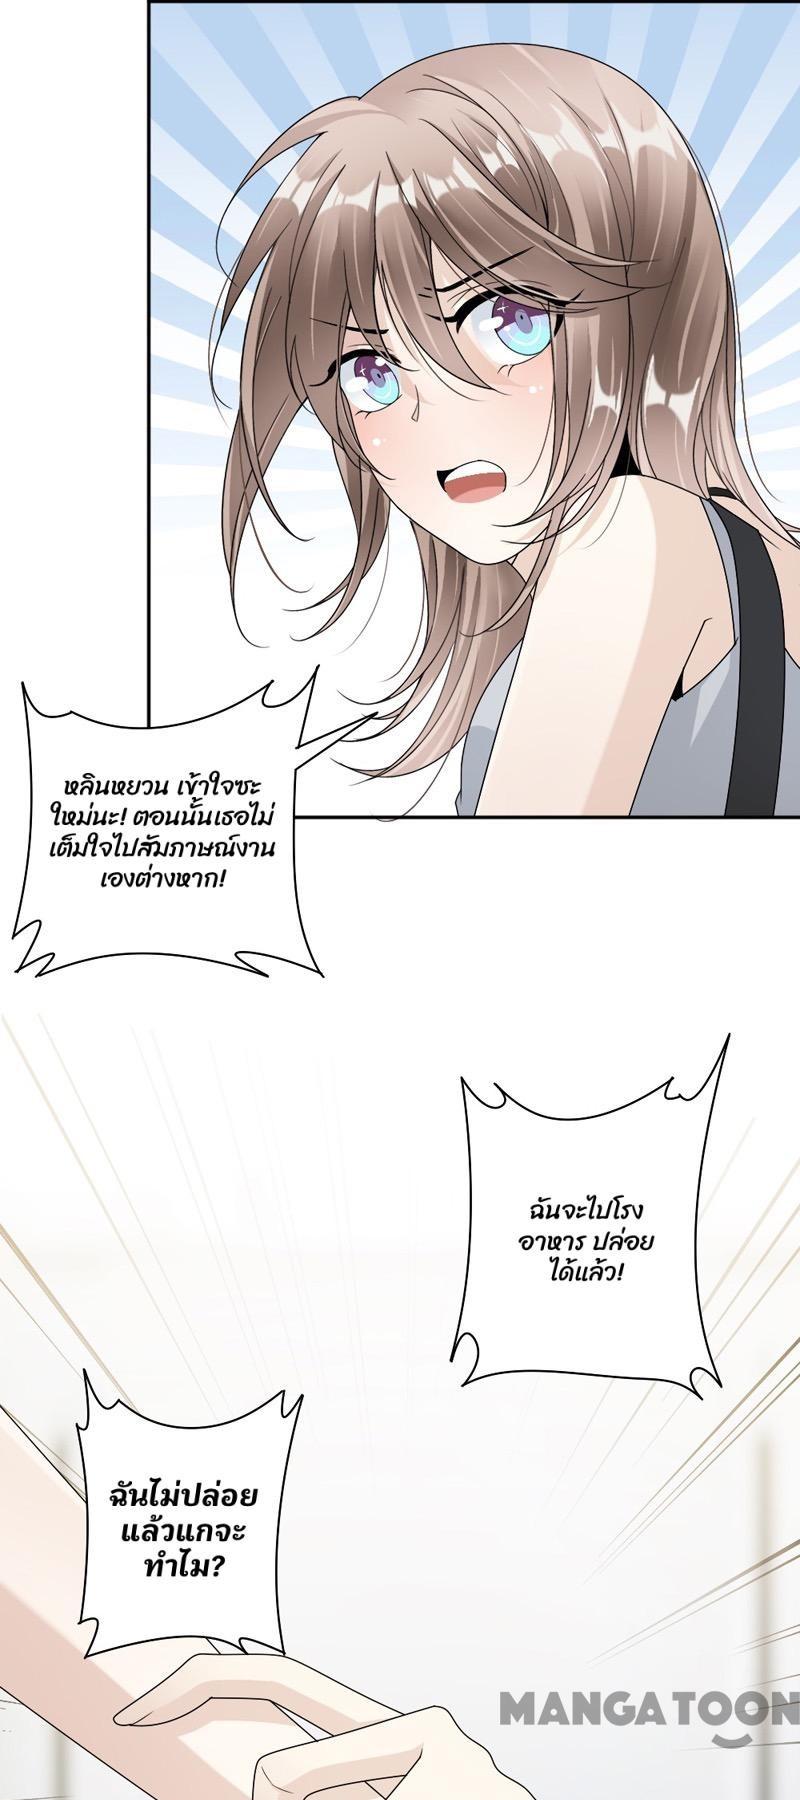 หลินหยวน เข้าใจซะ
ใหม่นะ! ตอนนั้นเธอไม่
เต็มใจไปสัมภาษณ์งาน
เองต่างหาก!
ฉันจะไปโรง
อาหาร ปล่อย
ได้แล้ว!
ฉันไม่ปล่อย
แล้วแกจะ
ทำไม?
MANGATOON